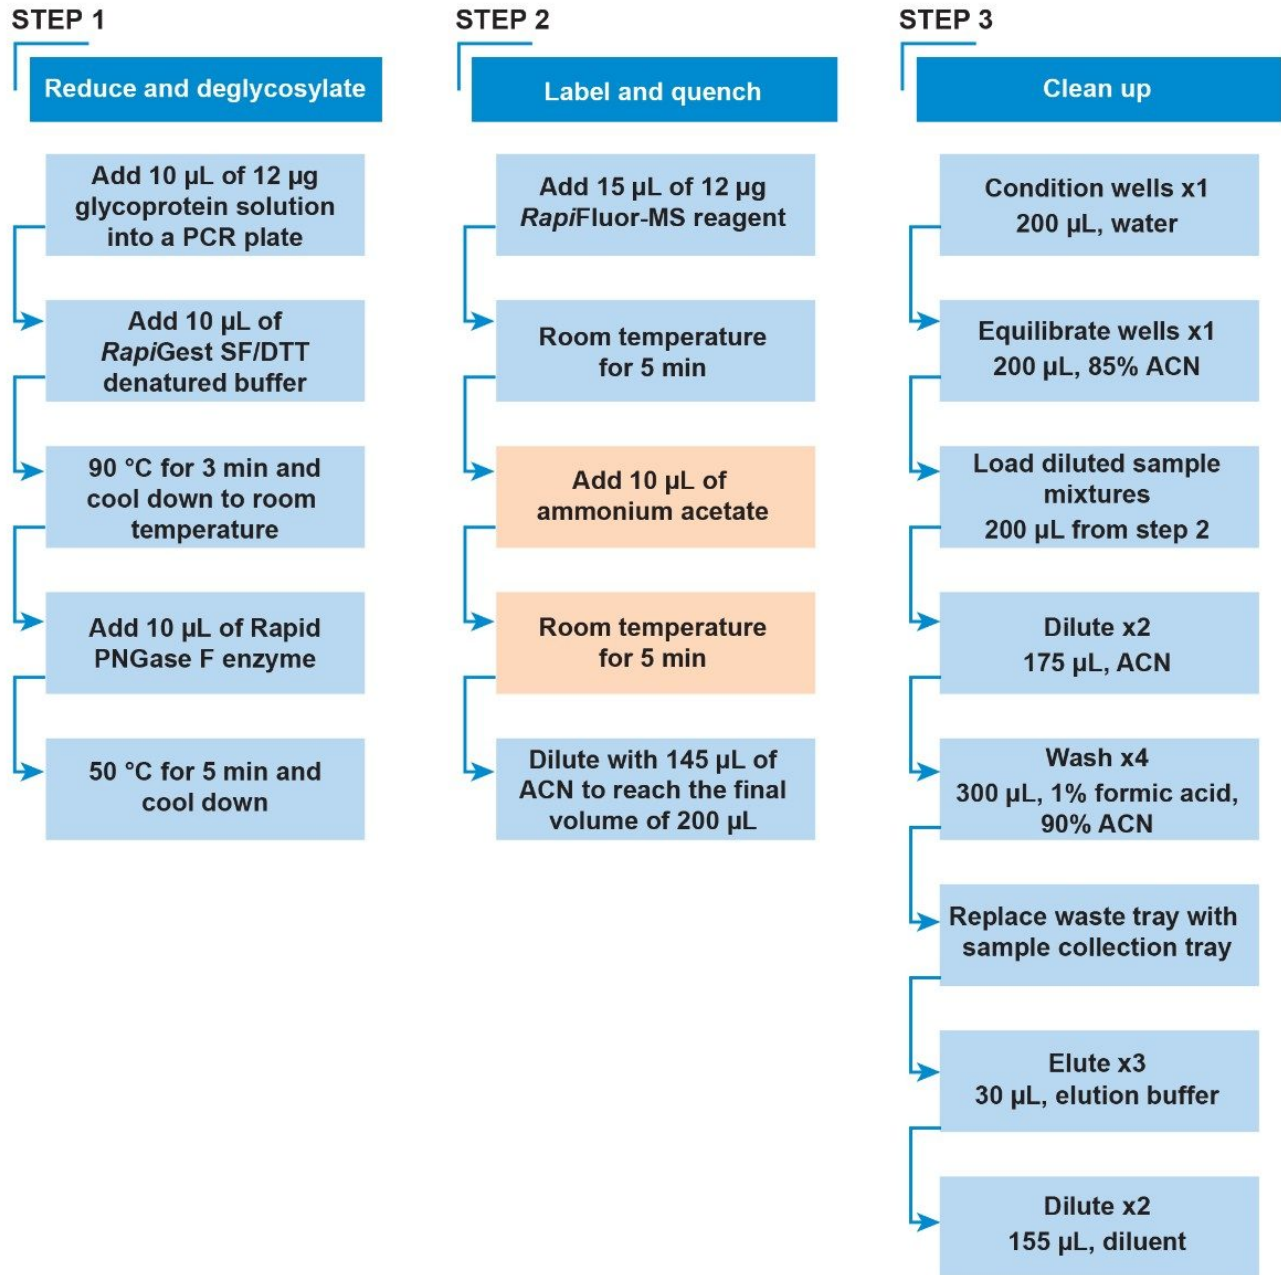 STEP 1
Reduce and deglycosylate
Add 10 µL of 12 µg
glycoprotein solution
into a PCR plate
Add 10 µL of
RapiGest SF/DTT
denatured buffer
90 °C for 3 min and
cool down to room
temperature
Add 10 µL of Rapid
PNGase F enzyme
50 °C for 5 min and
cool down
STEP 2
Label and quench
Add 15 µL of 12 µg
RapiFluor-MS reagent
Room temperature
for 5 min
Add 10 µL of
ammonium acetate
Room temperature
for 5 min
Dilute with 145 µL of
ACN to reach the final
volume of 200 µL
STEP 3
Clean up
Condition wells x1
200 µL, water
Equilibrate wells x1
200 µL, 85% ACN
Load diluted sample
mixtures
200 µL from step 2
Dilute x2
175 µL, ACN
Wash x4
300 µL, 1% formic acid,
90% ACN
Replace waste tray with
sample collection tray
Elute x3
30 µL, elution buffer
Dilute x2
155 µL, diluent